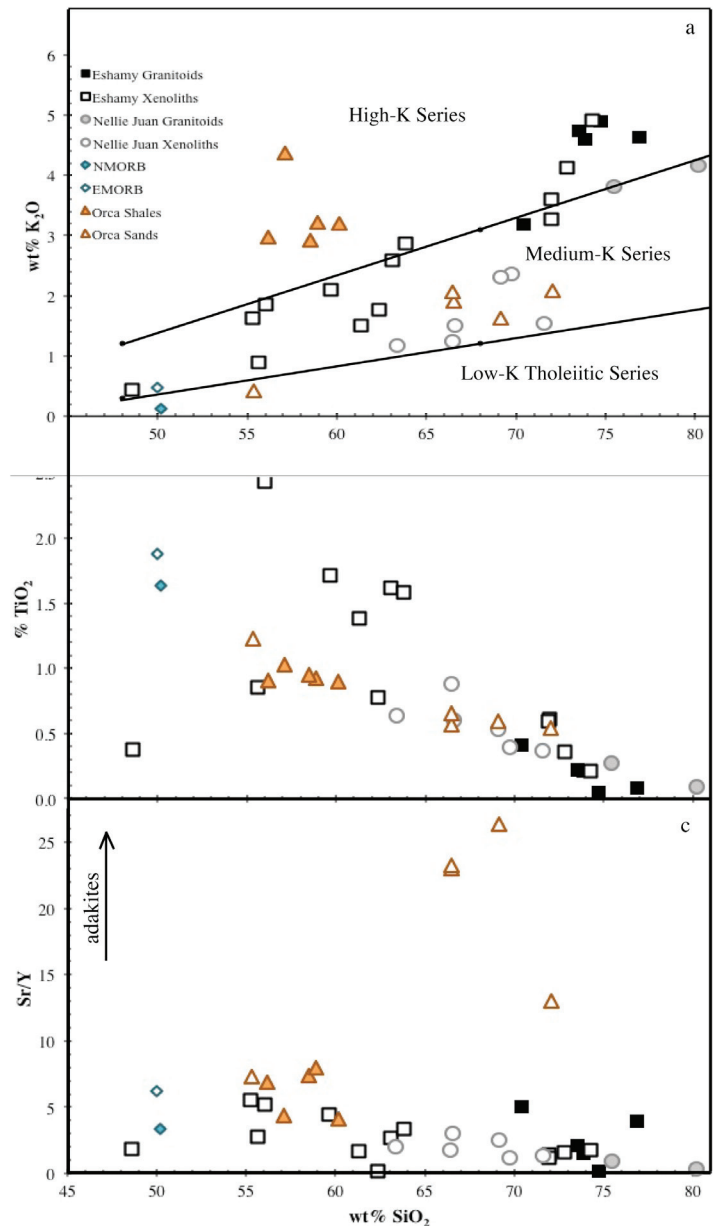 a
6
5
4
3
2
1
0
wt% K2O
Eshamy Granitoids
Eshamy Xenoliths
Nellie Juan Granitoids
Nellie Juan Xenoliths
NMORB
EMORB
Orca Shales
Orca Sands
High-K Series
Medium-K Series
Low-K Tholeiitic Series
50 55 60 65 70 75 80
2.0
1.5
1.0
0.5
0.0
% TiO2
c
25
20
15
10
5
0
Sr/Y
adakites
45 50 55 60 65 70 75 80
wt% SiO2